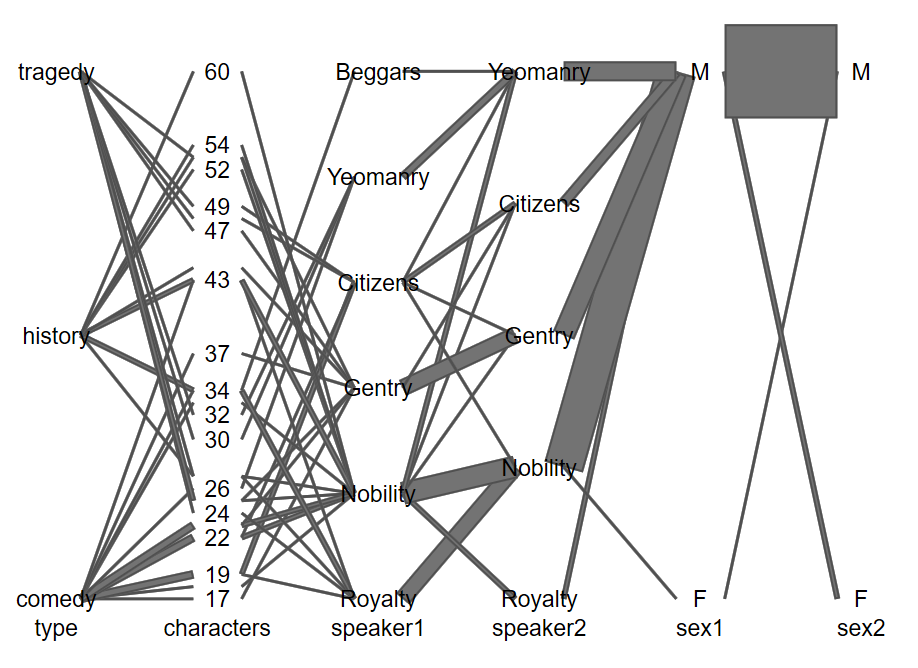 tragedy 60 Beggars Yeomanry M M
54
52
Yeomanry
49 Citizens
47
43 Citizens
history Gentry
37
34 Gentry
32
30
Nobility
26 Nobility
24
22
19
comedy 17 Royalty Royalty F F
type characters speaker1 speaker2 sex1 sex2